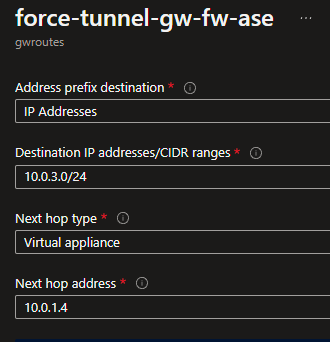 force-tunnel-gw-fw-ase ...
gwroutes
Address prefix destination *
IP Addresses
Destination IP addresses/CIDR ranges *
10.0.3.0/24
Next hop type *
Virtual appliance
Next hop address *
10.0.1.4